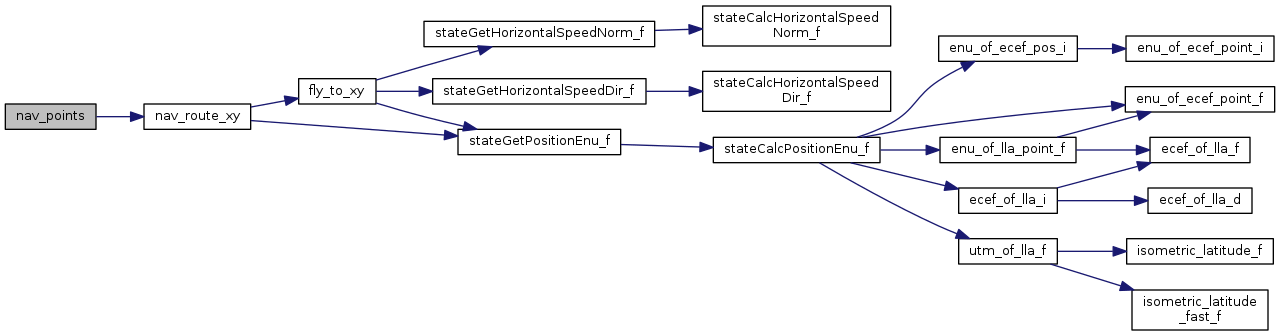 nav_points
nav_route_xy
fly_to_xy
stateGetHorizontalSpeedNorm_f
stateCalcHorizontalSpeed
Norm_f
stateGetHorizontalSpeedDir_f
stateCalcHorizontalSpeed
Dir_f
stateGetPositionEnu_f
stateCalcPositionEnu_f
enu_of_ecef_pos_i
enu_of_ecef_point_i
enu_of_ecef_point_f
enu_of_lla_point_f
ecef_of_lla_f
ecef_of_lla_i
ecef_of_lla_d
utm_of_lla_f
isometric_latitude_f
isometric_latitude
_fast_f